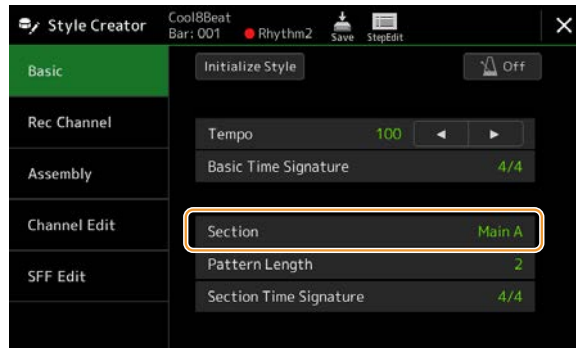 Style Creator
Cool8Beat
Bar: 001 Rhythm2
Save StepEdit
Basic
Initialize Style
Off
Rec Channel
Tempo 100
Assembly
Basic Time Signature 4/4
Channel Edit
Section Main A
SFF Edit
Pattern Length 2
Section Time Signature 4/4